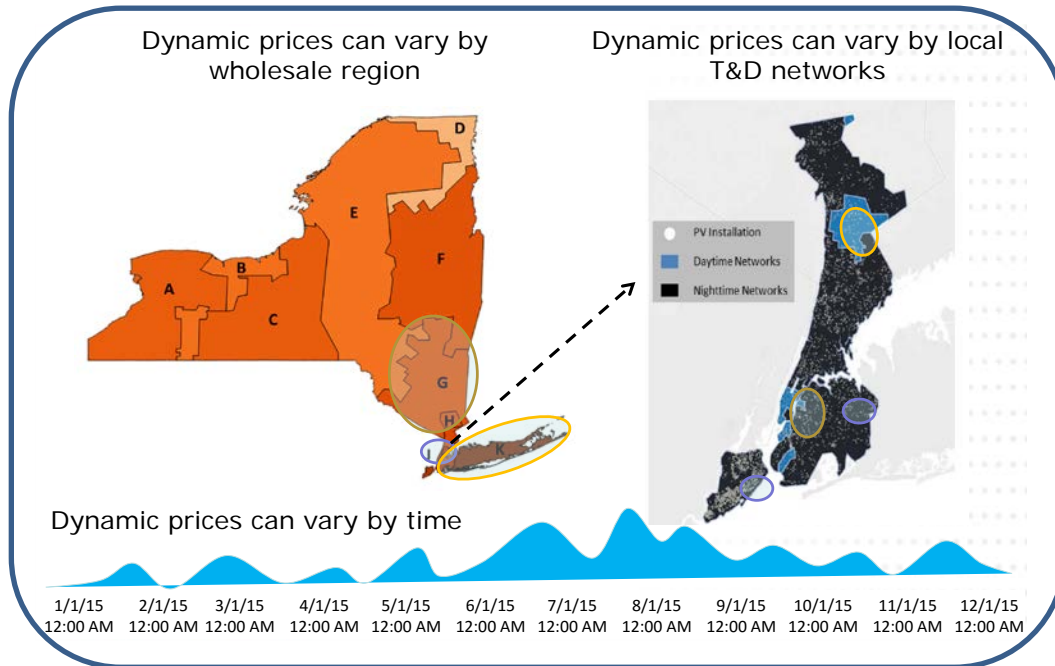 Dynamic prices can vary by
wholesale region
Dynamic prices can vary by local
T&D networks
D
E
B
F
A
C
G
H
I
K
PV Installation
Daytime Networks
Nighttime Networks
Dynamic prices can vary by time
1/1/15 2/1/15 3/1/15 4/1/15 5/1/15 6/1/15 7/1/15 8/1/15 9/1/15 10/1/15 11/1/15 12/1/15
12:00 AM 12:00 AM 12:00 AM 12:00 AM 12:00 AM 12:00 AM 12:00 AM 12:00 AM 12:00 AM 12:00 AM 12:00 AM 12:00 AM